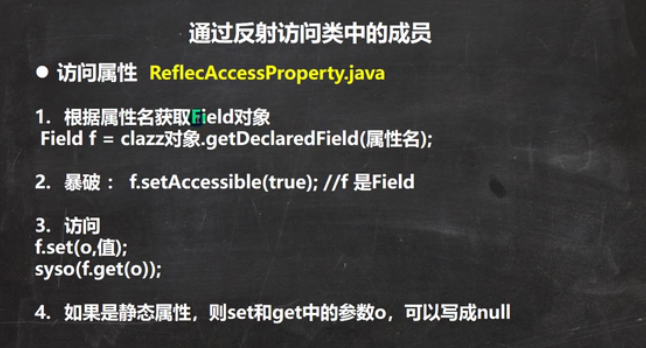 通过反射访问类中的成员
● 访问属性 ReflecAccessProperty.java
1. 根据属性名获取Field对象
Field f = clazz对象.getDeclaredField(属性名);
2. 暴破 : f.setAccessible(true); //f 是Field
3. 访问
f.set(o,值);
syso(f.get(o));
4. 如果是静态属性，则set和get中的参数o，可以写成null